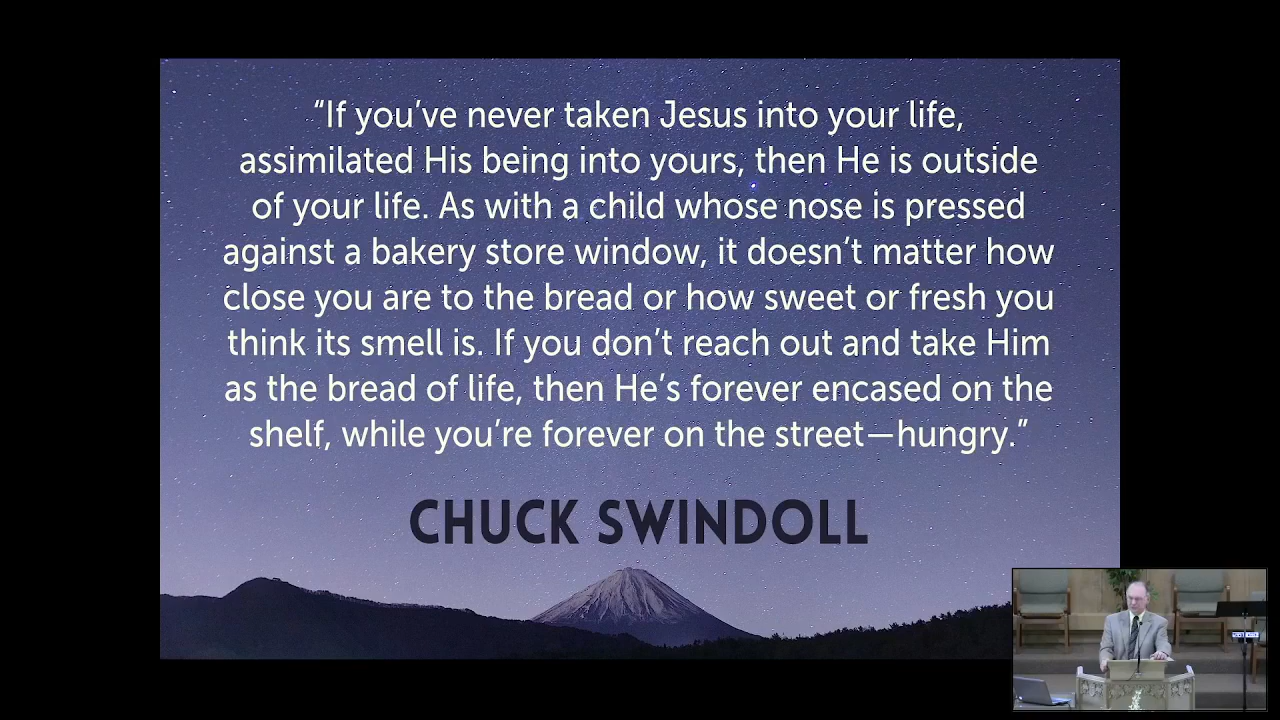 “If you’ve never taken Jesus into your life,
assimilated His being into yours, then He is outside
of your life. As with a child whose nose is pressed
against a bakery store window, it doesn’t matter how
close you are to the bread or how sweet or fresh you
think its smell is. If you don’t reach out and take Him
as the bread of life, then He’s forever encased on the
shelf, while you’re forever on the street—hungry.”
CHUCK SWINDOLL